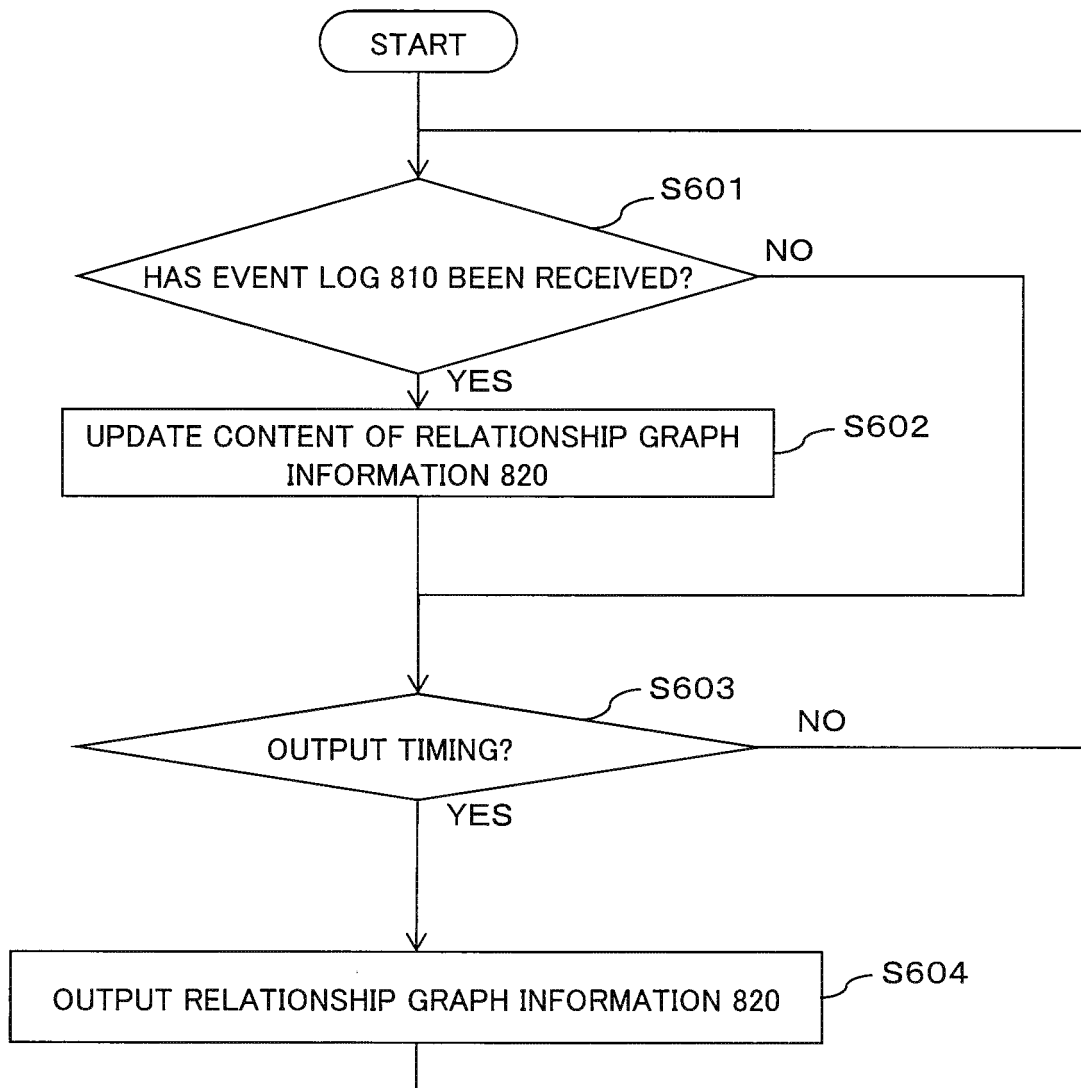 START
S601
HAS EVENT LOG 810 BEEN RECEIVED?
NO
YES
UPDATE CONTENT OF RELATIONSHIP GRAPH
INFORMATION 820
S602
S603
OUTPUT TIMING?
NO
YES
S604
OUTPUT RELATIONSHIP GRAPH INFORMATION 820